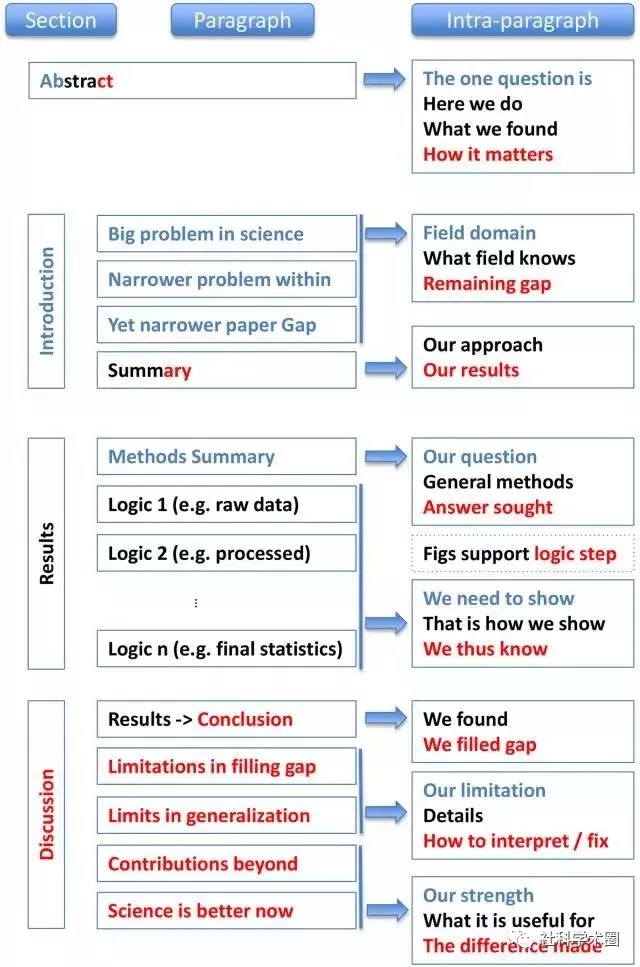 Section
Paragraph
Intra-paragraph
Abstract
The one question is
Here we do
What we found
How it matters
Introduction
Big problem in science
Narrower problem within
Yet narrower paper Gap
Summary
Field domain
What field knows
Remaining gap
Our approach
Our results
Results
Methods Summary
Logic 1 (e.g. raw data)
Logic 2 (e.g. processed)
...
Logic n (e.g. final statistics)
Our question
General methods
Answer sought
Figs support logic step
We need to show
That is how we show
We thus know
Discussion
Results -> Conclusion
Limitations in filling gap
Limits in generalization
Contributions beyond
Science is better now
We found
We filled gap
Our limitation
Details
How to interpret / fix
Our strength
What it is useful for
The difference made
社科学术圈